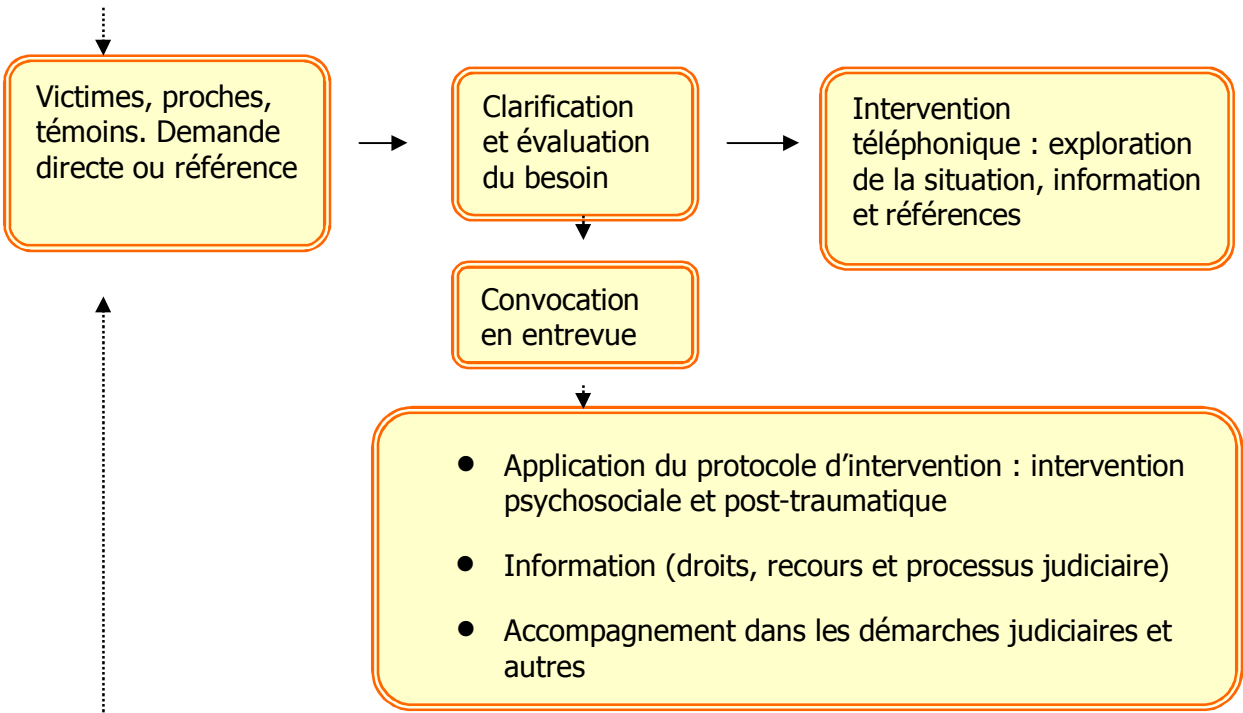 Victimes, proches,
témoins. Demande
directe ou référence
Clarification
et évaluation
du besoin
Intervention
téléphonique : exploration
de la situation, information
et références
Convocation
en entrevue
• Application du protocole d’intervention : intervention
psychosociale et post-traumatique
• Information (droits, recours et processus judiciaire)
• Accompagnement dans les démarches judiciaires et
autres